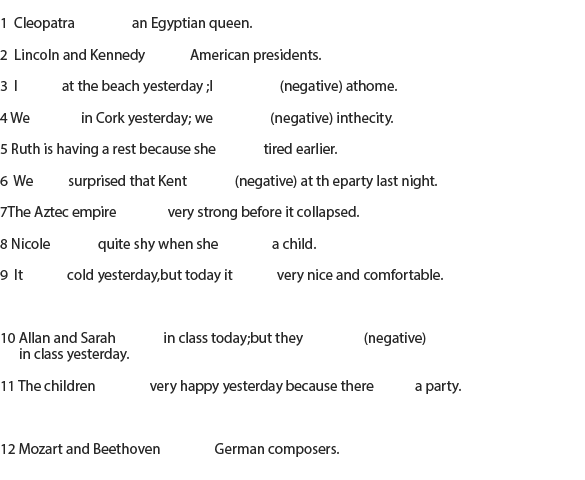 1 Cleopatra an Egyptian queen.
2 Lincoln and Kennedy American presidents.
3 I at the beach yesterday ;I (negative) athome.
4 We in Cork yesterday; we (negative) inthecity.
5 Ruth is having a rest because she tired earlier.
6 We surprised that Kent (negative) at th eparty last night.
7The Aztec empire very strong before it collapsed.
8 Nicole quite shy when she a child.
9 It cold yesterday,but today it very nice and comfortable.
10 Allan and Sarah in class today;but they (negative)
in class yesterday.
11 The children very happy yesterday because there a party.
12 Mozart and Beethoven German composers.